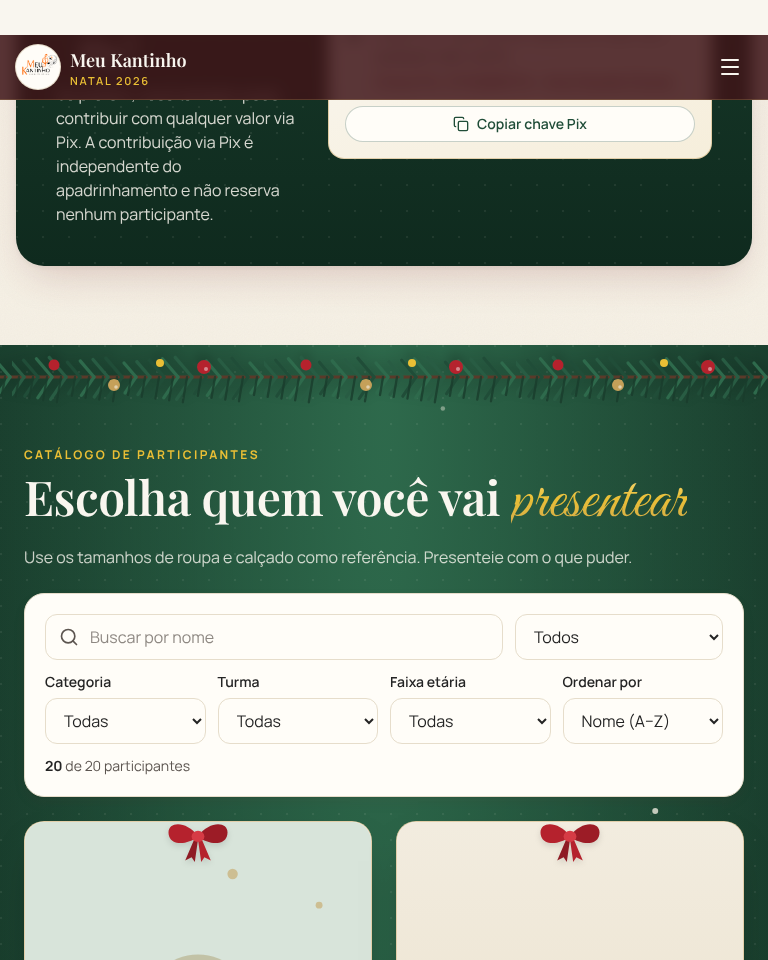 Meu Kantinho
Meu Kantinho
NATAL 2026
contribuir com qualquer valor via
Pix. A contribuição via Pix é
independente do
apadrinhamento e não reserva
nenhum participante.
Copiar chave Pix
CATÁLOGO DE PARTICIPANTES
Escolha quem você vai presentear
Use os tamanhos de roupa e calçado como referência. Presenteie com o que puder.
Buscar por nome
Todos
Categoria
Turma
Faixa etária
Ordenar por
Todas
Todas
Todas
Nome (A–Z)
20 de 20 participantes